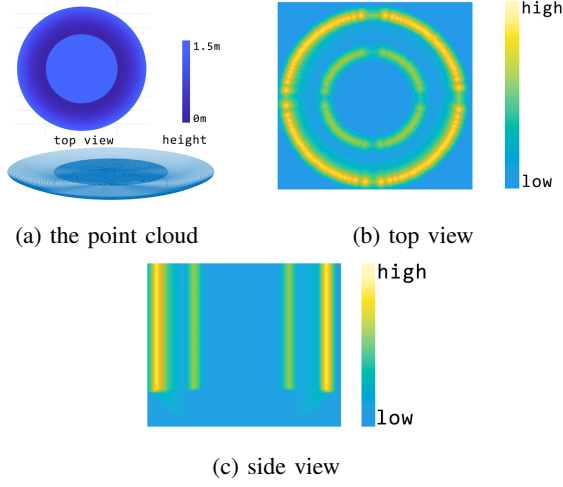 1.5m
0m
top view
height
(a) the point cloud
high
low
(b) top view
high
low
(c) side view